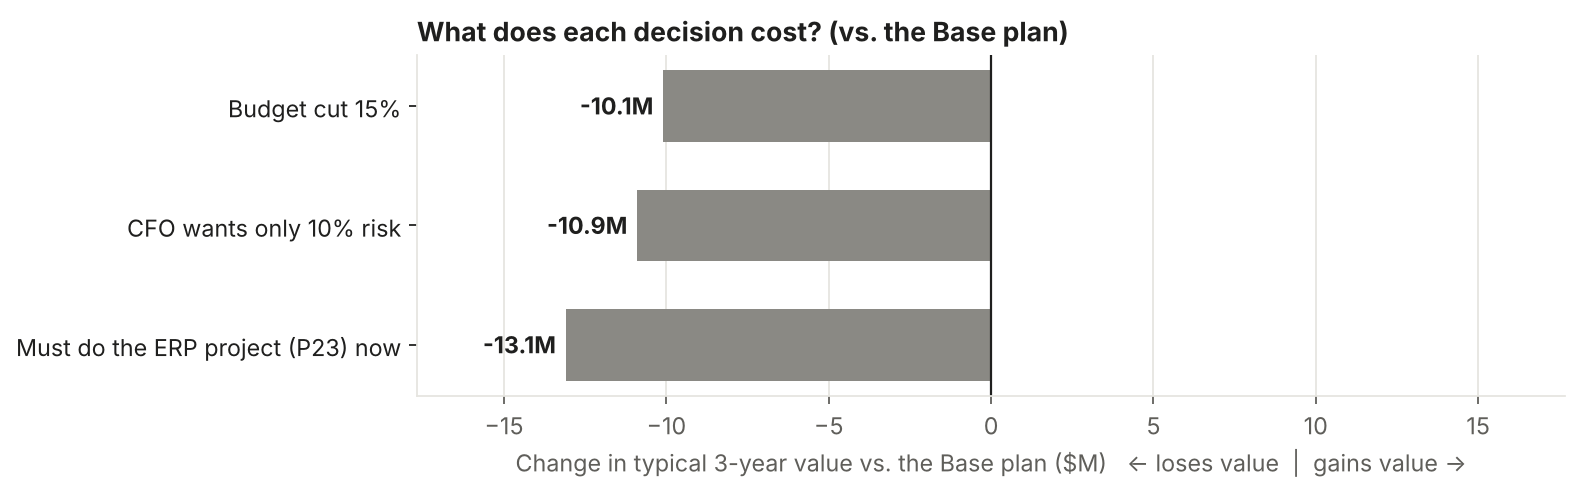 What does each decision cost? (vs. the Base plan)
Budget cut 15%
-10.1M
CFO wants only 10% risk
-10.9M
Must do the ERP project (P23) now
-13.1M
−15 −10 −5 0 5 10 15
Change in typical 3-year value vs. the Base plan ($M) ← loses value | gains value →